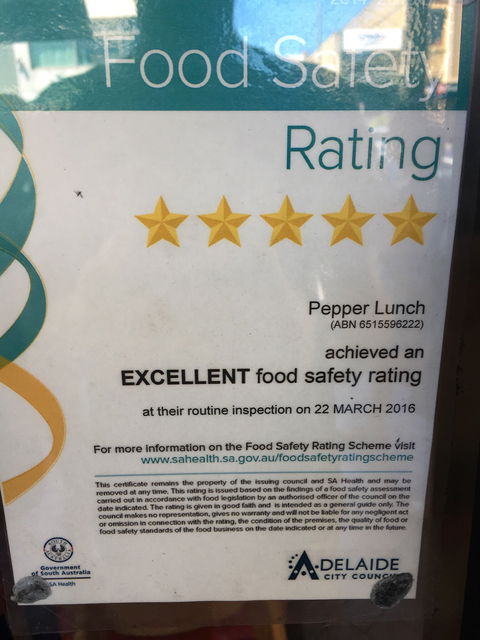 Food Safety
Rating
Pepper Lunch
(ABN 6515596222)
achieved an
EXCELLENT food safety rating
at their routine inspection on 22 MARCH 2016
For more information on the Food Safety Rating Scheme visit
www.sahealth.sa.gov.au/foodsafetyratingscheme
This certificate remains the property of the issuing council and SA Health and may be
removed at any time. This rating is issued based on the findings of a food safety assessment
carried out in accordance with food legislation by an authorised officer of the council on the
date indicated. The rating is given in good faith and is intended as a general guide only. The
council makes no representation, gives no warranty and will not be liable for any negligent act
or omission in connection with the rating, the condition of the premises, the quality of food or
food safety standards of the food business on the date indicated or at any time in the future.
Government
of South Australia
SA Health
ADELAIDE
CITY COUNCIL